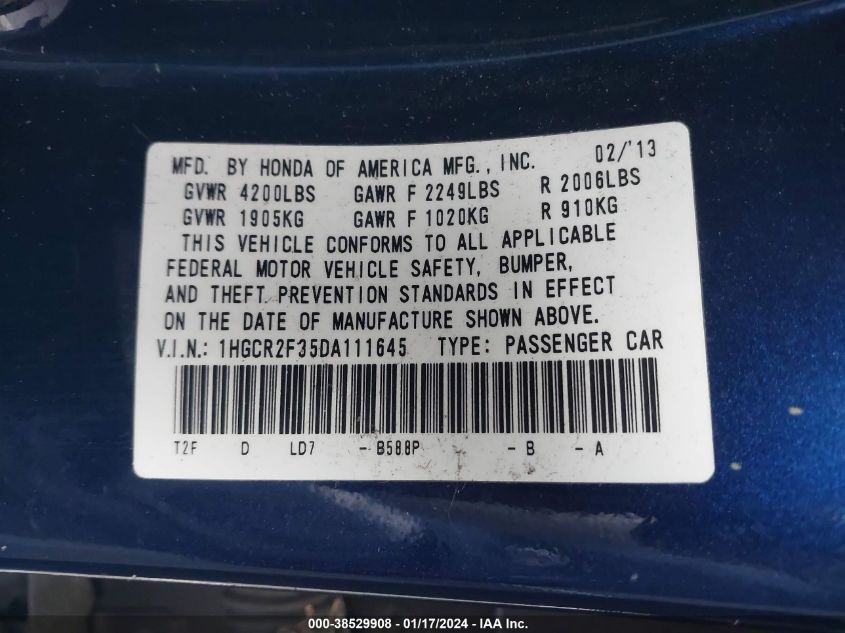 MFD. BY HONDA OF AMERICA MFG., INC. 02/'13
GVWR 4200LBS GAWR F 2249LBS R 2006LBS
GVWR 1905KG GAWR F 1020KG R 910KG
THIS VEHICLE CONFORMS TO ALL APPLICABLE
FEDERAL MOTOR VEHICLE SAFETY, BUMPER,
AND THEFT PREVENTION STANDARDS IN EFFECT
ON THE DATE OF MANUFACTURE SHOWN ABOVE.
V.I.N.: 1HGCR2F35DA111645 TYPE: PASSENGER CAR
T2F D LD7 - B588P - B - A
000-38529908 - 01/17/2024 - IAA Inc.